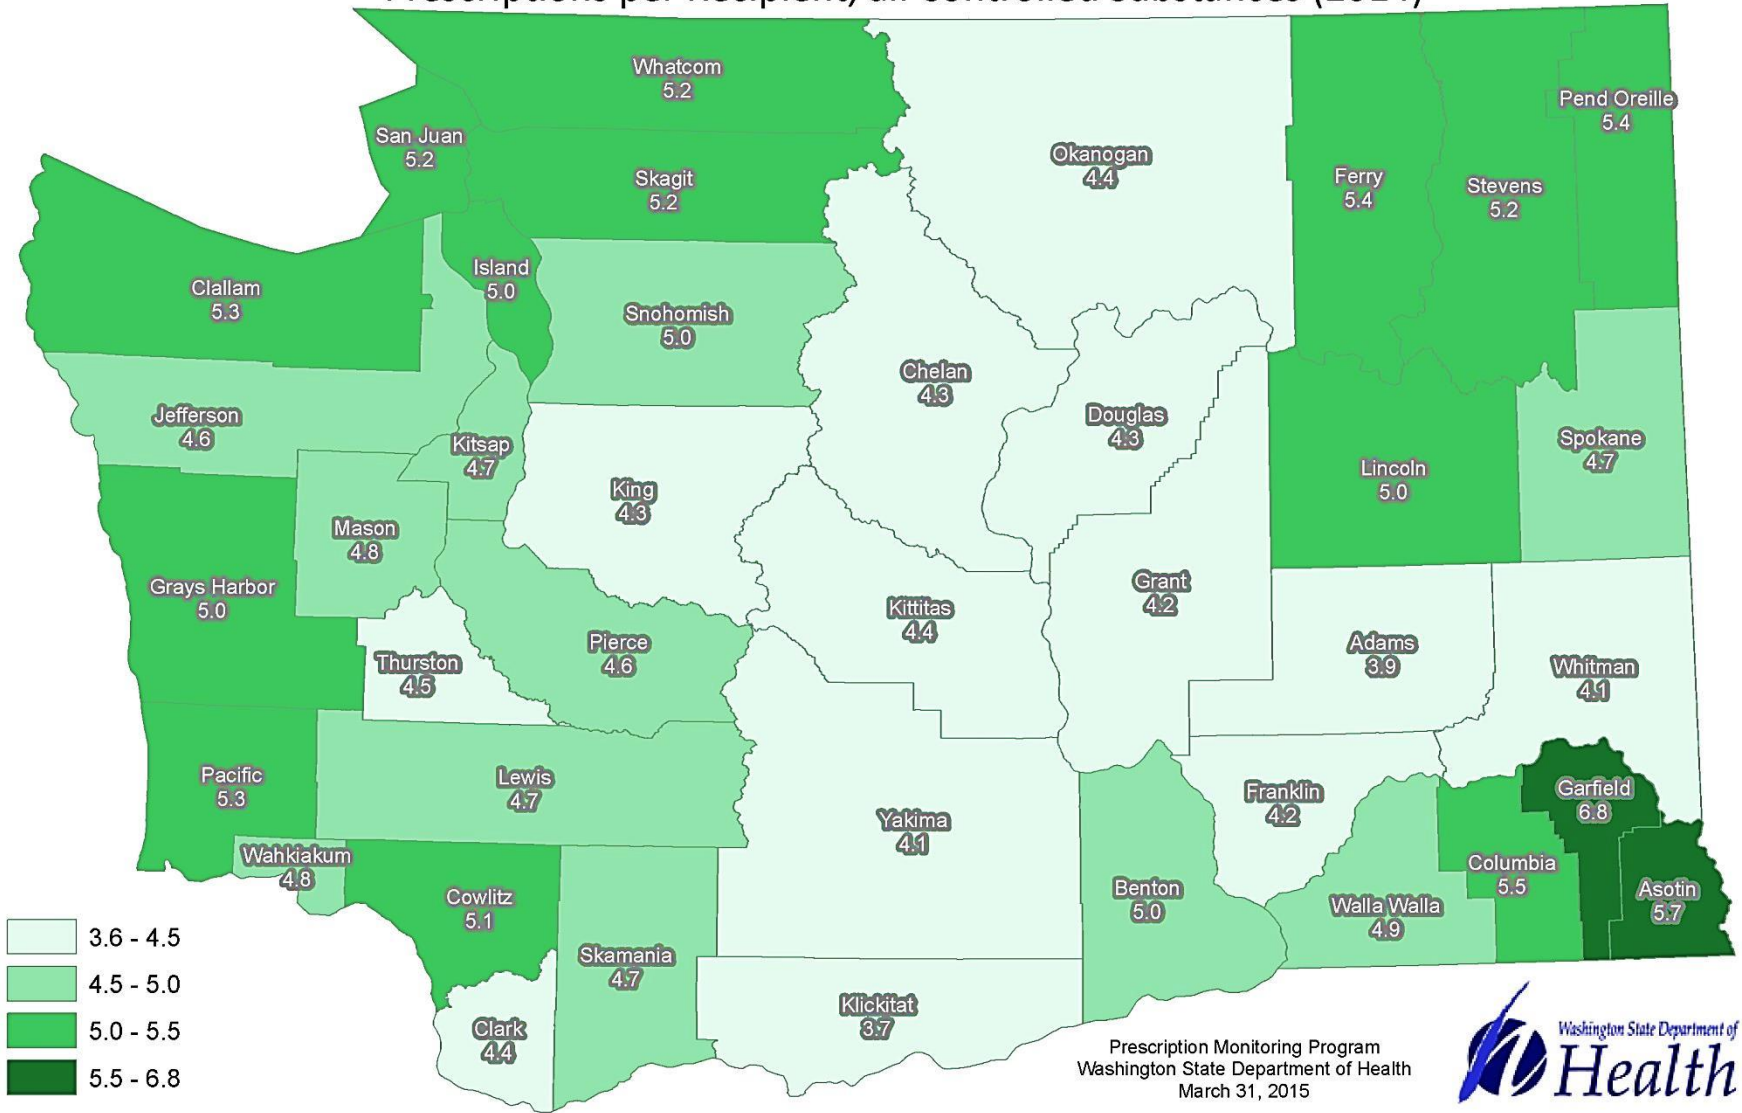 Prescriptions per Recipient, all Controlled Substances (2014)
Whatcom
5.2
San Juan
5.2
Skagit
5.2
Okanogan
4.4
Ferry
5.4
Stevens
5.2
Pend Oreille
5.4
Clallam
5.3
Island
5.0
Snohomish
5.0
Chelan
4.3
Douglas
4.3
Jefferson
4.6
Kitsap
4.7
King
4.3
Lincoln
5.0
Spokane
4.7
Mason
4.8
Grays Harbor
5.0
Kittitas
4.4
Grant
4.2
Adams
3.9
Whitman
4.1
Thurston
4.5
Pierce
4.6
Pacific
5.3
Lewis
4.7
Yakima
4.1
Franklin
4.2
Garfield
6.8
Wahkiakum
4.8
Cowlitz
5.1
Benton
5.0
Walla Walla
4.9
Columbia
5.5
Asotin
5.7
Skamania
4.7
Klickitat
3.7
Clark
4.4
3.6 - 4.5
4.5 - 5.0
5.0 - 5.5
5.5 - 6.8
Prescription Monitoring Program
Washington State Department of Health
March 31, 2015
Washington State Department of
Health